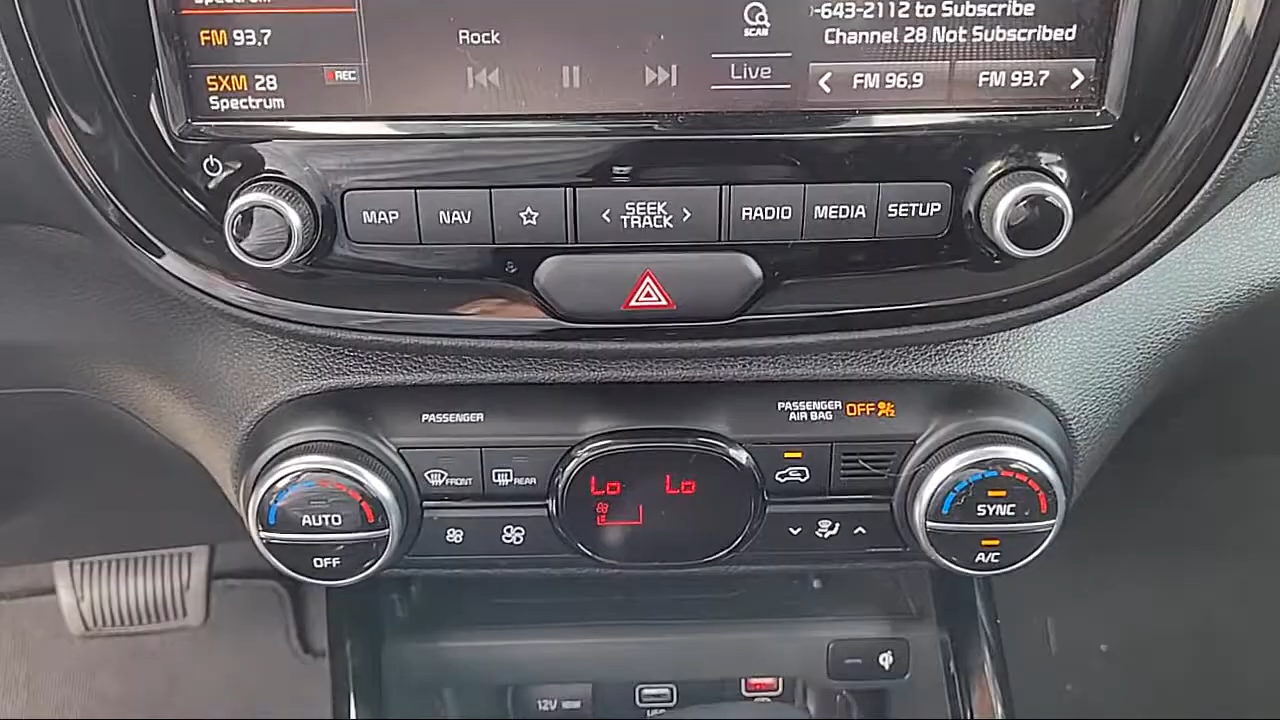 Spectrum
FM 93.7
SXM 28
Spectrum
REC
Rock
SCAN
Live
-643-2112 to Subscribe
Channel 28 Not Subscribed
FM 96.9
FM 93.7
MAP
NAV
SEEK
TRACK
RADIO
MEDIA
SETUP
PASSENGER
PASSENGER
AIR BAG
OFF
FRONT
REAR
Lo
Lo
AUTO
OFF
SYNC
A/C
12V